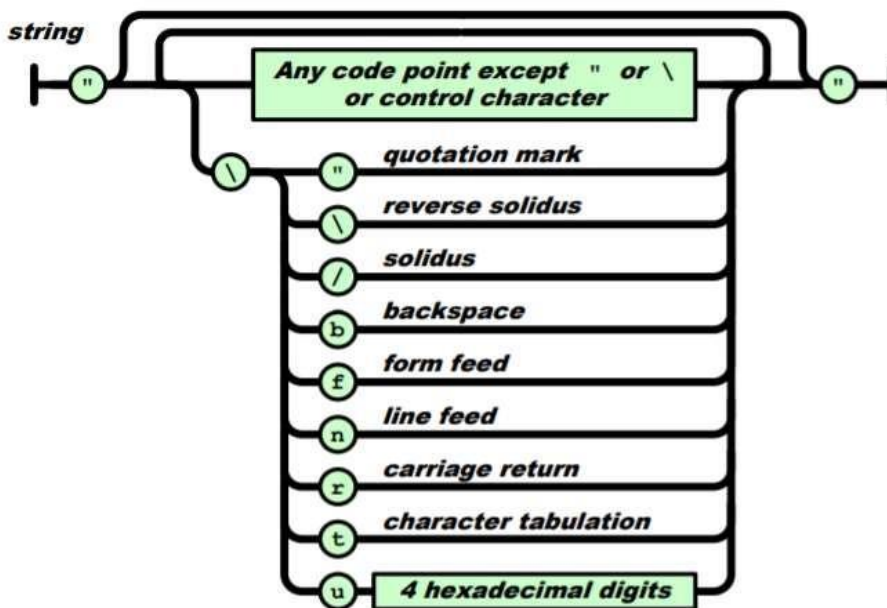 string
" Any code point except " or \ "
or control character
\ " quotation mark
\ reverse solidus
/ solidus
b backspace
f form feed
n line feed
r carriage return
t character tabulation
u 4 hexadecimal digits